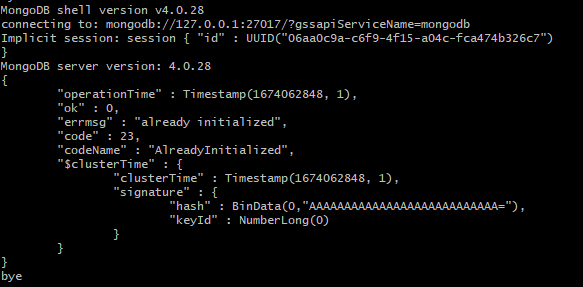 MongoDB shell version v4.0.28
connecting to: mongodb://127.0.0.1:27017/?gssapiServiceName=mongodb
Implicit session: session { "id" : UUID("06aa0c9a-c6f9-4f15-a04c-fca474b326c7")
}
MongoDB server version: 4.0.28
{
        "operationTime" : Timestamp(1674062848, 1),
        "ok" : 0,
        "errmsg" : "already initialized",
        "code" : 23,
        "codeName" : "AlreadyInitialized",
        "$clusterTime" : {
                "clusterTime" : Timestamp(1674062848, 1),
                "signature" : {
                        "hash" : BinData(0,"AAAAAAAAAAAAAAAAAAAAAAAAAAA="),
                        "keyId" : NumberLong(0)
                }
        }
}
bye